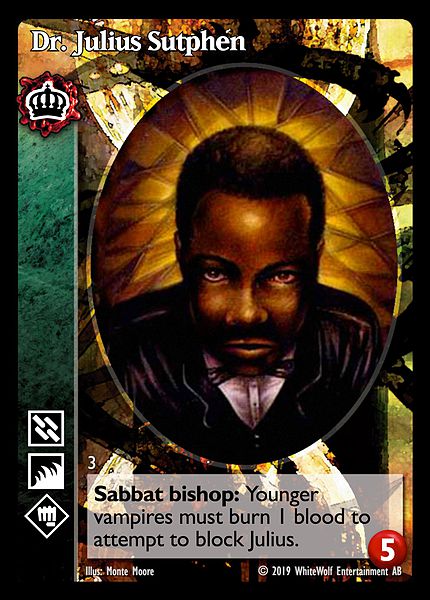 Dr. Julius Sutphen
3
Sabbat bishop: Younger
vampires must burn 1 blood to
attempt to block Julius.
5
Illus: Monte Moore © 2019 WhiteWolf Entertainment AB